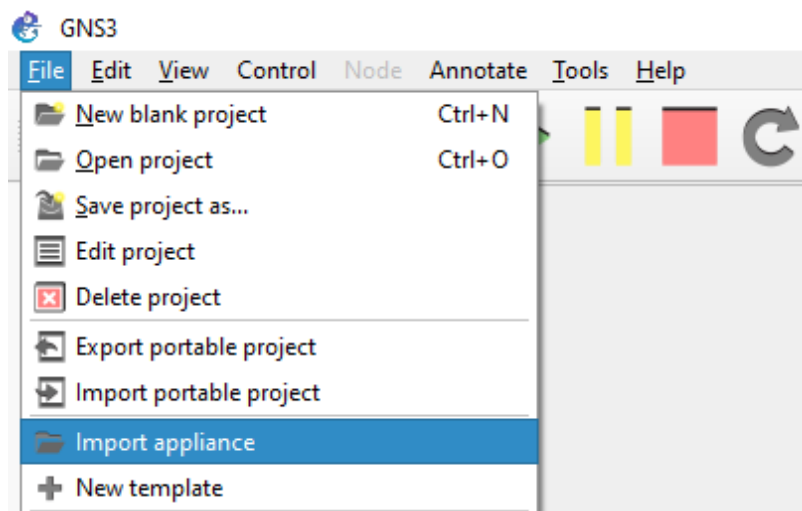 GNS3
File Edit View Control Node Annotate Tools Help
New blank project Ctrl+N
Open project Ctrl+O
Save project as...
Edit project
Delete project
Export portable project
Import portable project
Import appliance
New template